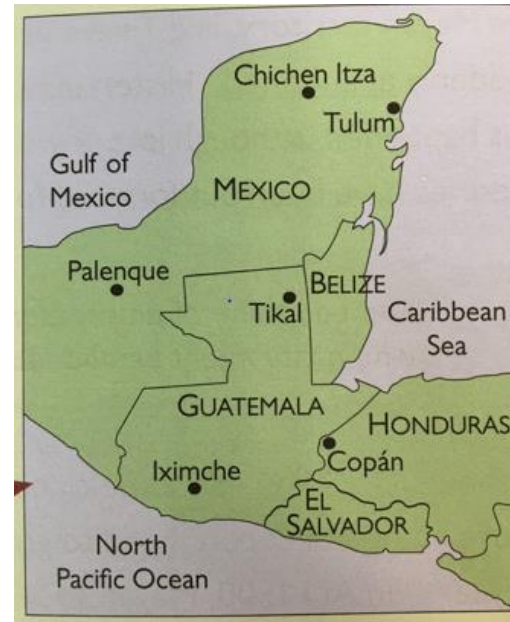 Chichen Itza
Tulum
Gulf of
Mexico
MEXICO
Palenque
BELIZE
Tikal
Caribbean
Sea
GUATEMALA
HONDURAS
Copán
Iximche
EL
SALVADOR
North
Pacific Ocean